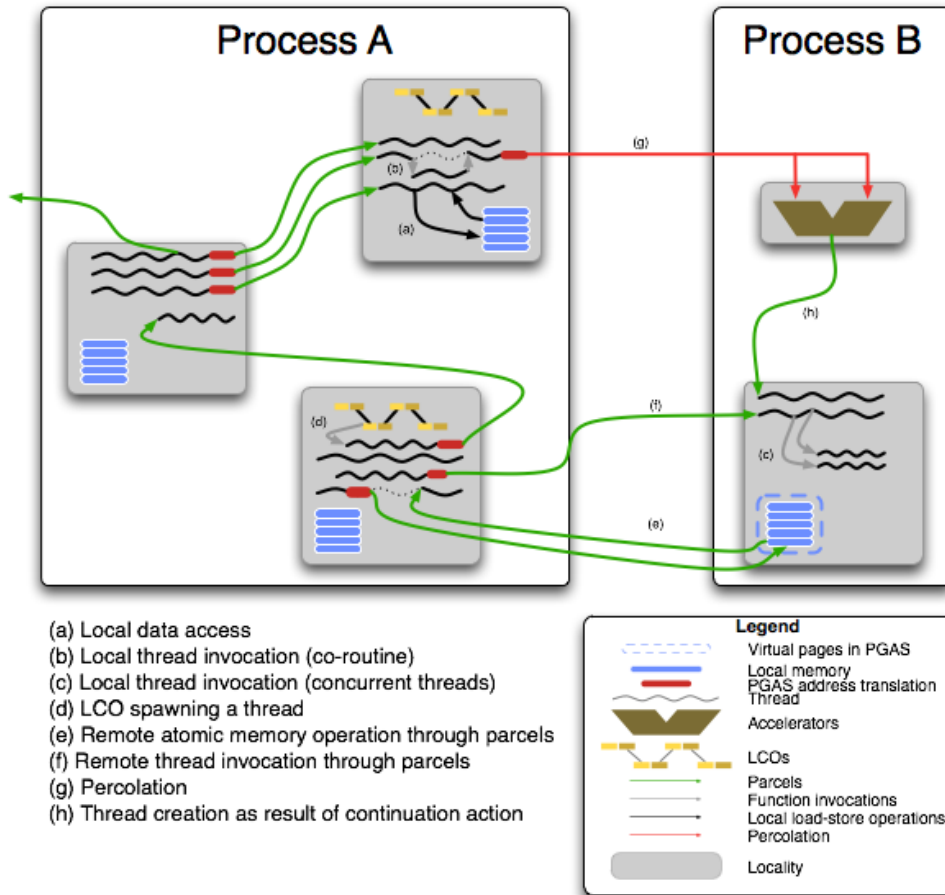 Process A
Process B
(g)
(b)
(a)
(h)
(d)
(f)
(c)
(e)
(a) Local data access
(b) Local thread invocation (co-routine)
(c) Local thread invocation (concurrent threads)
(d) LCO spawning a thread
(e) Remote atomic memory operation through parcels
(f) Remote thread invocation through parcels
(g) Percolation
(h) Thread creation as result of continuation action
Legend
Virtual pages in PGAS
Local memory
PGAS address translation
Thread
Accelerators
LCOs
Parcels
Function invocations
Local load-store operations
Percolation
Locality